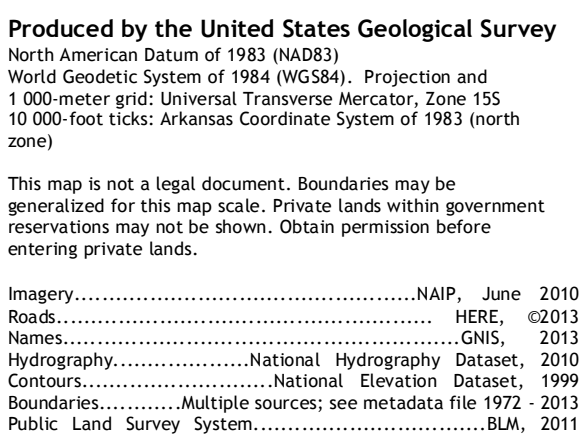 Produced by the United States Geological Survey
North American Datum of 1983 (NAD83)
World Geodetic System of 1984 (WGS84).  Projection and
1 000-meter grid: Universal Transverse Mercator, Zone 15S
10 000-foot ticks: Arkansas Coordinate System of 1983 (north
zone)
This map is not a legal document. Boundaries may be
generalized for this map scale. Private lands within government
reservations may not be shown. Obtain permission before
entering private lands.
Imagery....................................................NAIP, June 2010
Roads......................................................... HERE, ©2013
Names............................................................GNIS, 2013
Hydrography.....................National Hydrography Dataset, 2010
Contours.............................National Elevation Dataset, 1999
Boundaries............Multiple sources; see metadata file 1972 - 2013
Public Land Survey System...................................BLM, 2011